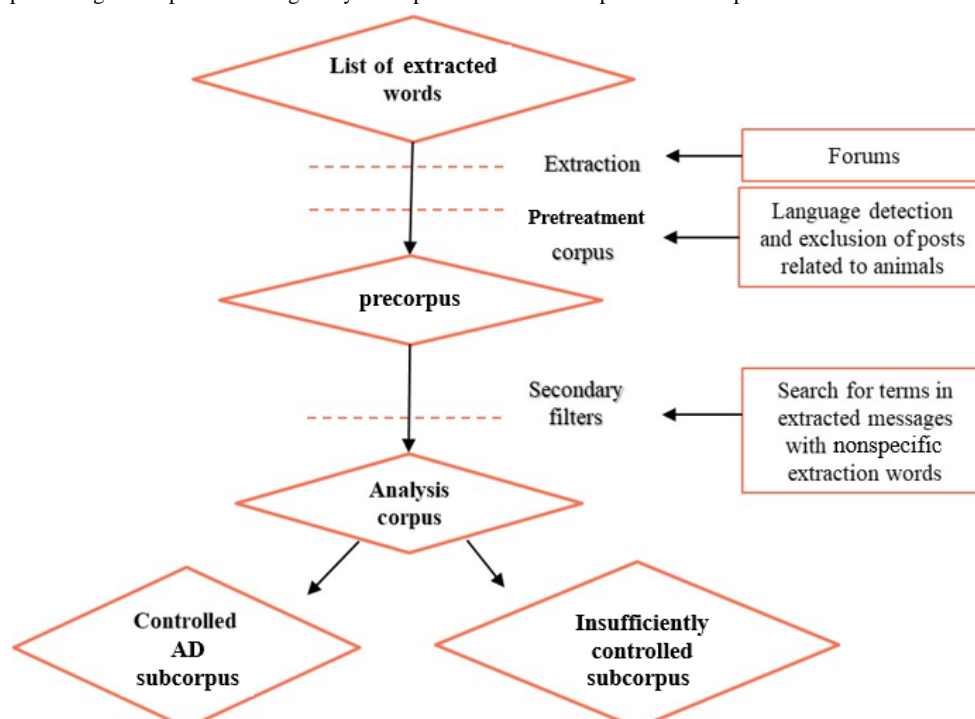 List of extracted
words
Extraction
Forums
Pretreatment
corpus
Language detection
and exclusion of posts
related to animals
precorpus
Secondary
filters
Search for terms in
extracted messages
with nonspecific
extraction words
Analysis
corpus
Controlled
AD
subcorpus
Insufficiently
controlled
subcorpus